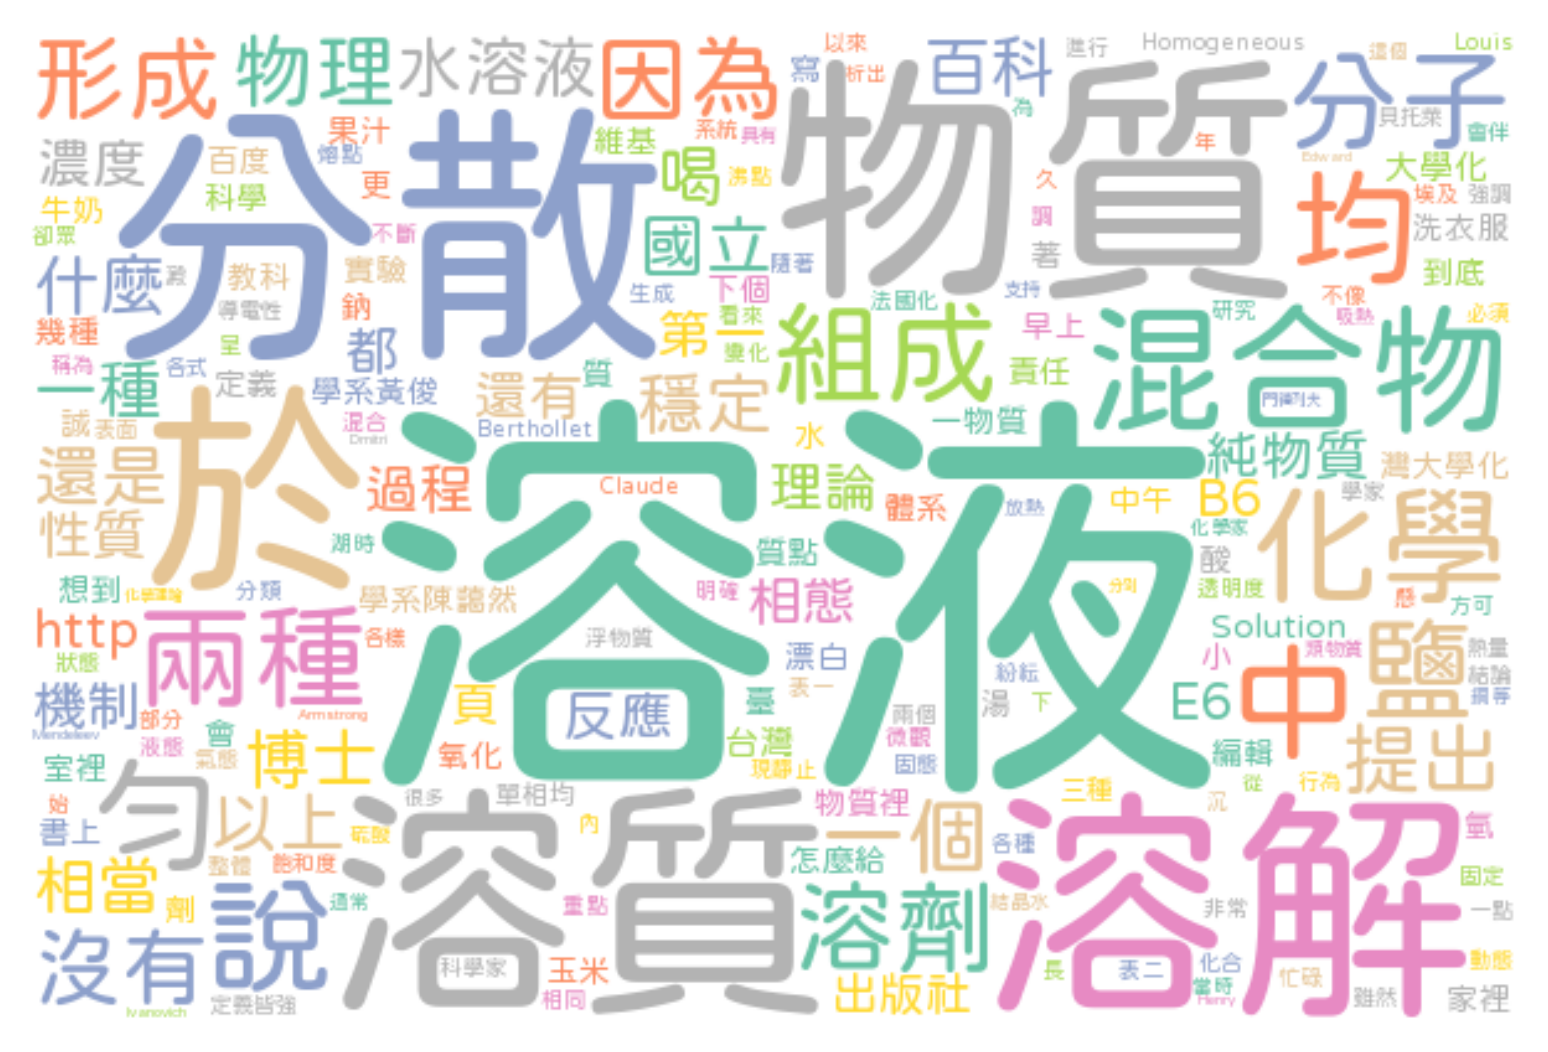 形成 物理 水溶液 因為 以來 寫 析出 百科 進行 Homogeneous 這個 Louis
物質 分子 貝托萊 會伴
分散 果汁 熔點 維基 系統 具有 為 年 Edward
濃度 百度 科學 更 喝 沸點 久 大學化
牛奶 卻眾 不斷 國立 調 均 埃及 強調 洗衣服
什麼 教科 實驗 隨著 著 到底
導電性 鈉 生成 下個 法國化 支持 研究 不像 吸熱 必須
幾種 呈 都 第一 看來 變化 組成 早上 混合物
稱為 一種 各式 定義 學系黃俊 還有 質 穩定 責任 門得列夫
誠 表面 混合 Dmitri 於 Berthollet 水 一物質
還是 過程 溶液 Claude 理論 體系 放熱 中午 B6 純物質 灣大學化 學家
性質 湖時 質點 化學家 酸 化學
想到 化學理論 分類 學系陳藹然 明確 相態 分別 透明度 懸 方可
http 兩種 各樣 浮物質 漂白 Solution 鹽 熱量
狀態 小 類物質 結論
機制 部分 Armstrong 頁 反應 臺 表一 紛紜 湯 下 E6 中 鋼等
Mendeleev 液態 會 氣態 博士 氧化 台灣 兩個 微觀 編輯 提出
室裡 現靜止 固態 從 行為
始 勻 以上 很多 單相均 物質裡 一個 三種 沉
書上 硫酸 溶質 內 怎麼給 各種 溶解 氫
相當 整體 飽和度 固定
劑 說 通常 重點 溶劑 結晶水 非常 一點
沒有 科學家 玉米 長 表二 化合 忙碌 動態
Ivanovich 定義皆強 相同 出版社 當時 Henry 雖然 家裡